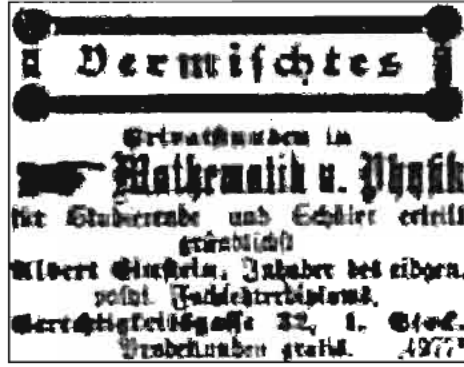 Vermischtes
Privatstunden in
Mathematik u. Physik
für Studierende und Schüler erteilt
gründlichst
Albert Einstein, Inhaber des eidgen.
polyt. Fachlehrerdiploms,
Gerechtigkeitsgasse 32, 1. Stock.
Probestunden gratis.